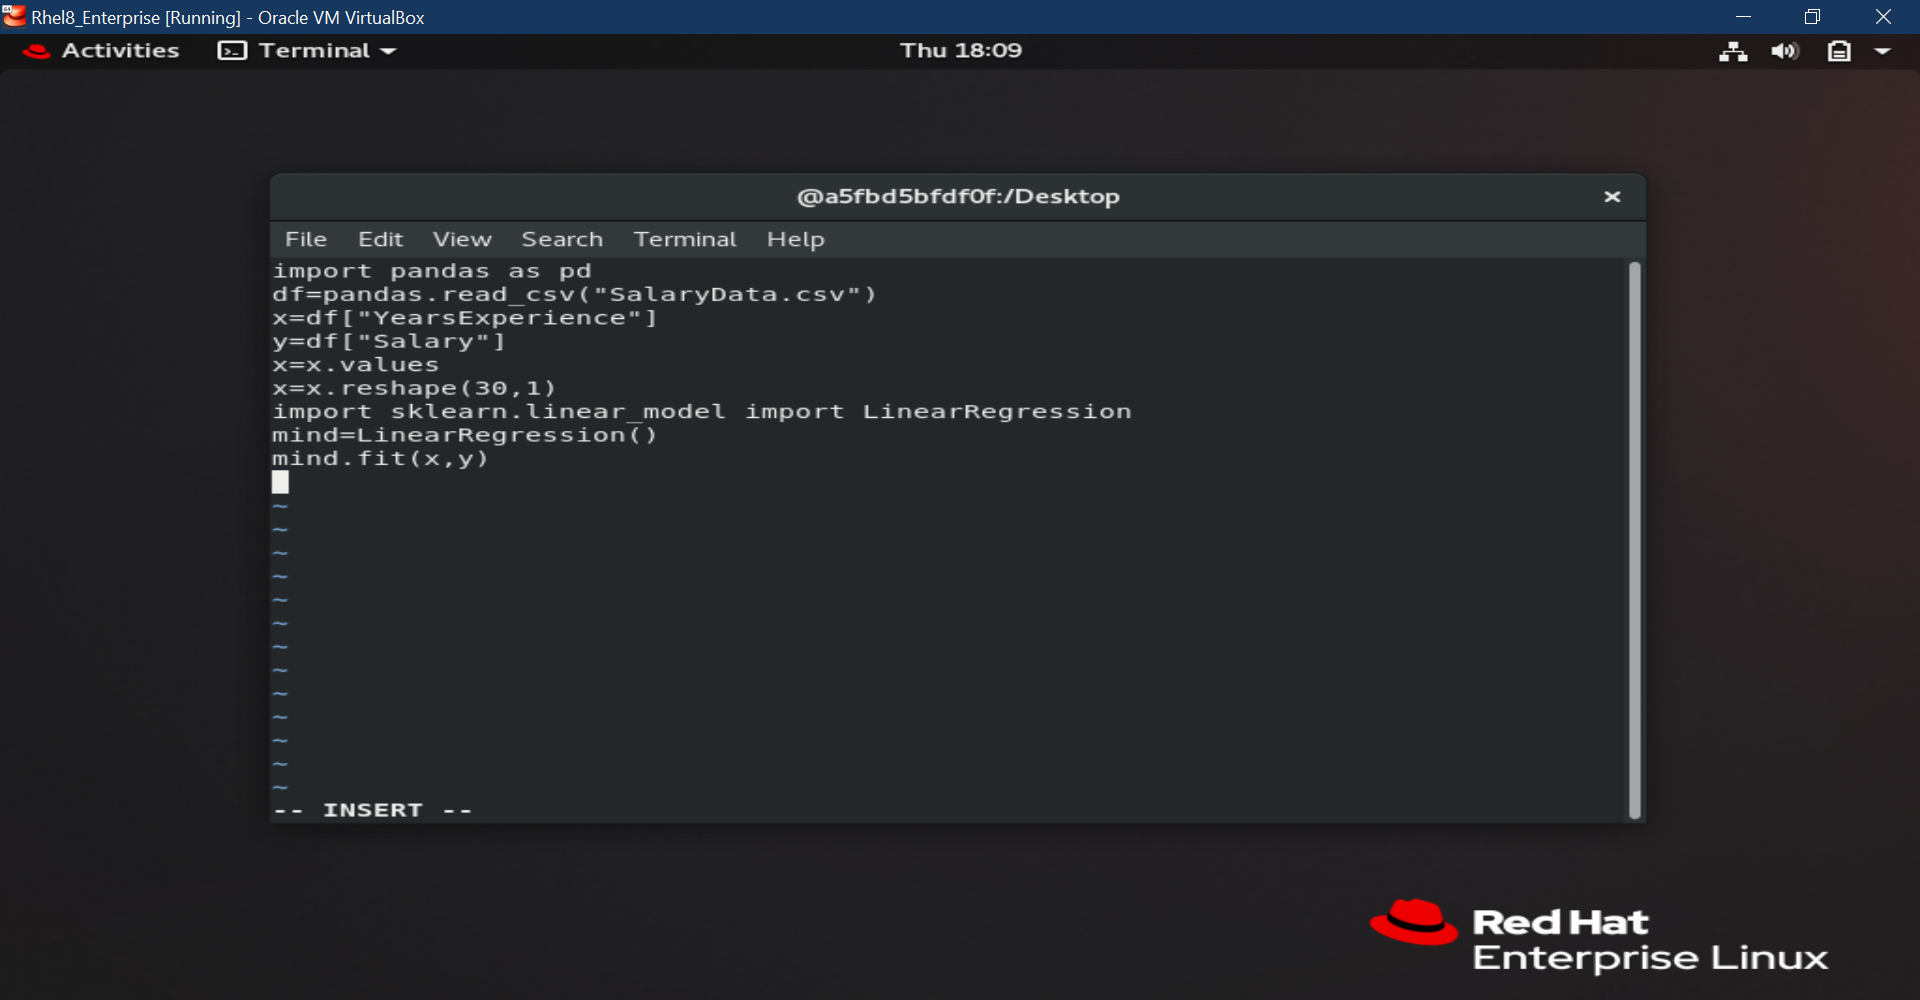 Rhel8_Enterprise [Running] - Oracle VM VirtualBox
Activities Terminal Thu 18:09
@a5fbd5bfdf0f:/Desktop
File Edit View Search Terminal Help
import pandas as pd
df=pandas.read_csv("SalaryData.csv")
x=df["YearsExperience"]
y=df["Salary"]
x=x.values
x=x.reshape(30,1)
import sklearn.linear_model import LinearRegression
mind=LinearRegression()
mind.fit(x,y)
~
~
~
~
~
~
~
~
~
~
~
~
~
-- INSERT --
Red Hat
Enterprise Linux